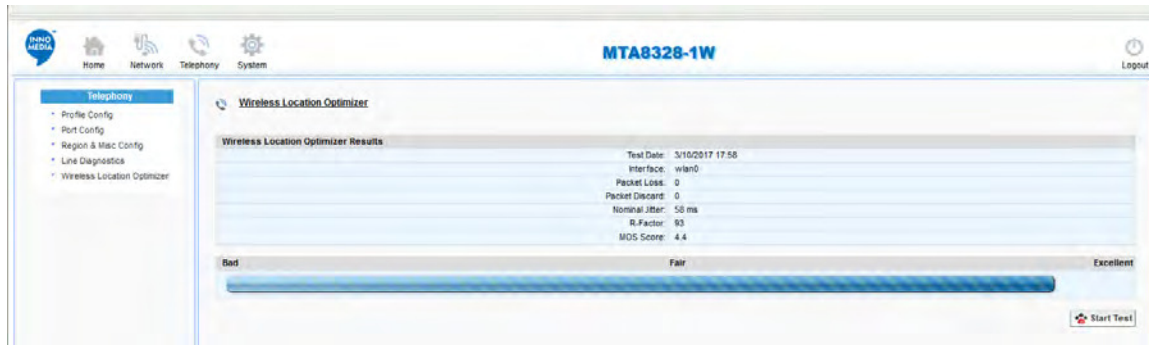 INNO
MEDIA
Home Network Telephony System
MTA8328-1W
Logout
Telephony
Profile Config
Port Config
Region & Misc Config
Line Diagnostics
Wireless Location Optimizer
Wireless Location Optimizer
Wireless Location Optimizer Results
Test Date: 3/10/2017 17:58
Interface: wlan0
Packet Loss: 0
Packet Discard: 0
Nominal Jitter: 58 ms
R-Factor: 93
MOS Score: 4.4
Bad Fair Excellent
Start Test